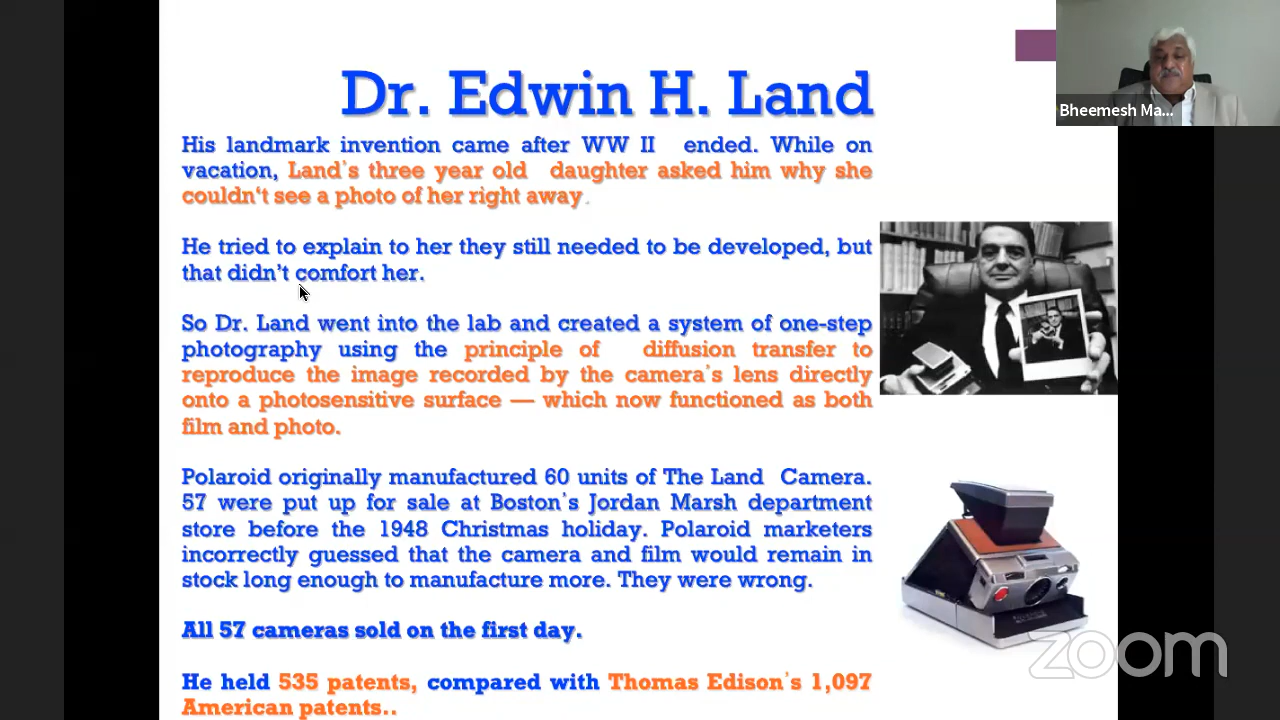 Dr. Edwin H. Land
Bheemesh Ma...
His landmark invention came after WW II ended. While on
vacation, Land's three year old daughter asked him why she
couldn't see a photo of her right away.
He tried to explain to her they still needed to be developed, but
that didn't comfort her.
So Dr. Land went into the lab and created a system of one-step
photography using the principle of diffusion transfer to
reproduce the image recorded by the camera's lens directly
onto a photosensitive surface — which now functioned as both
film and photo.
Polaroid originally manufactured 60 units of The Land Camera.
57 were put up for sale at Boston's Jordan Marsh department
store before the 1948 Christmas holiday. Polaroid marketers
incorrectly guessed that the camera and film would remain in
stock long enough to manufacture more. They were wrong.
All 57 cameras sold on the first day.
He held 535 patents, compared with Thomas Edison's 1,097
American patents..
zoom